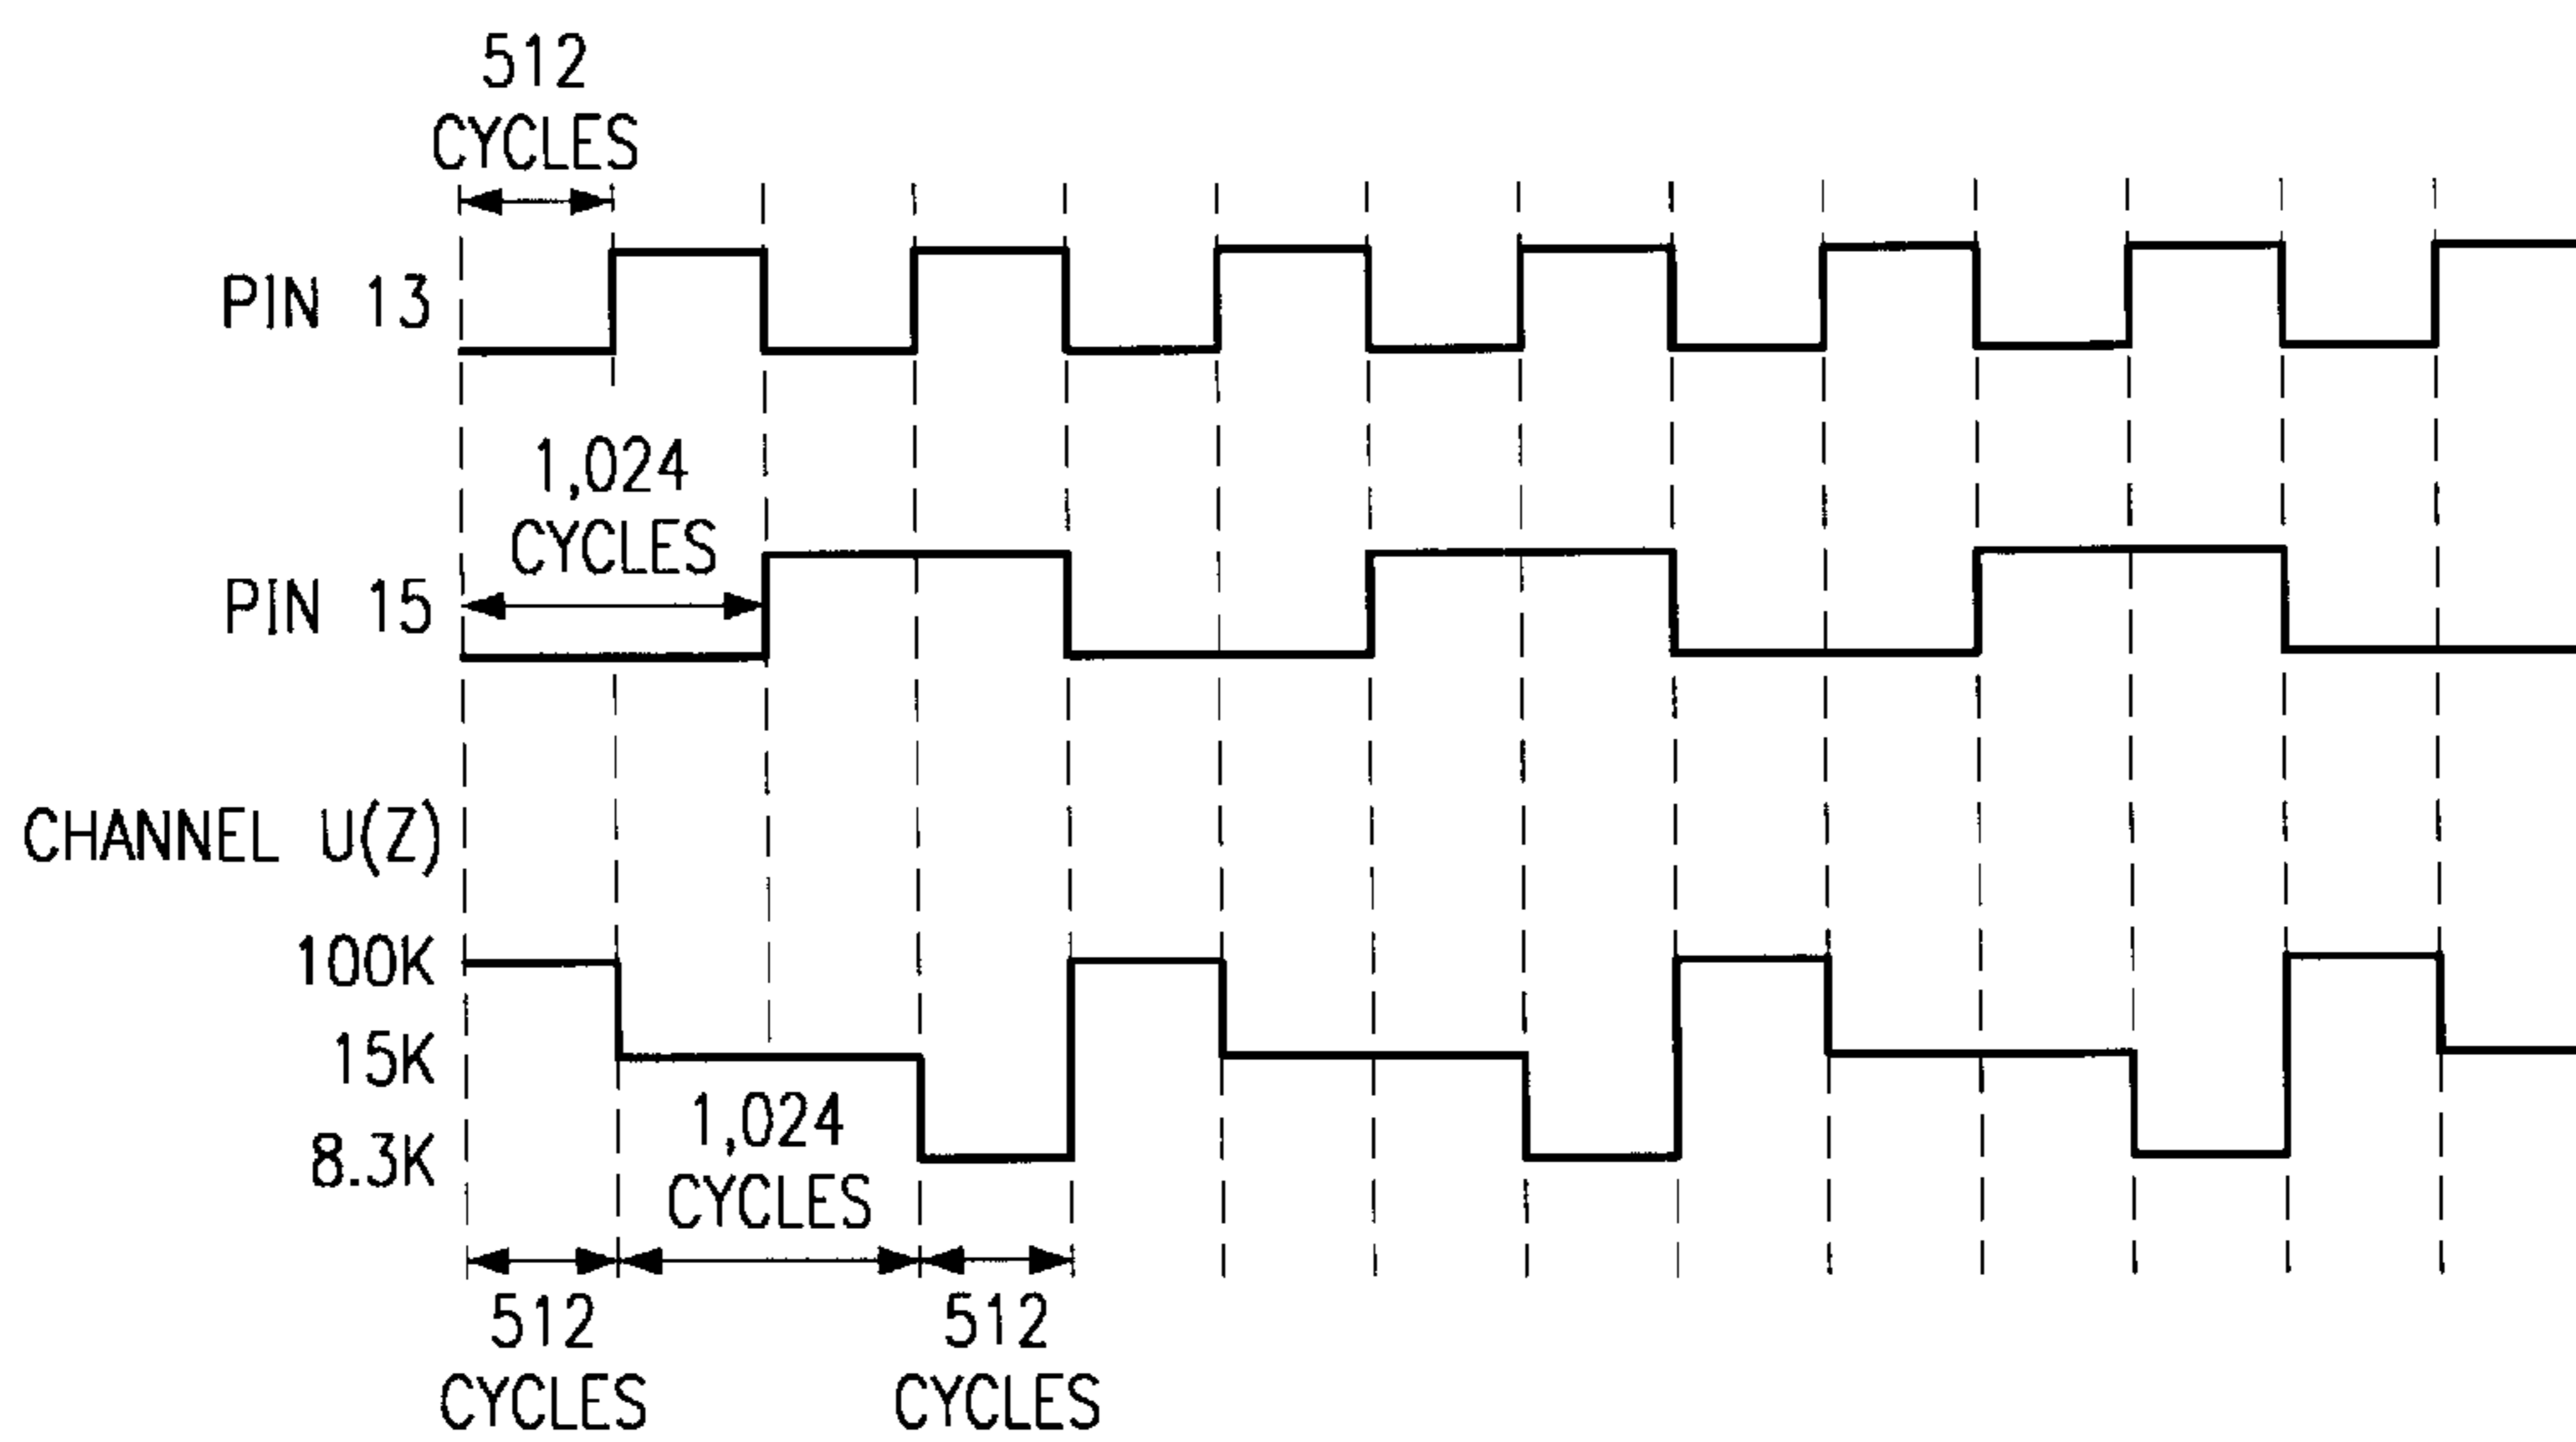 512
CYCLES
PIN 13
1,024
CYCLES
PIN 15
CHANNEL U(Z)
100K
15K
8.3K
1,024
CYCLES
512
CYCLES
512
CYCLES